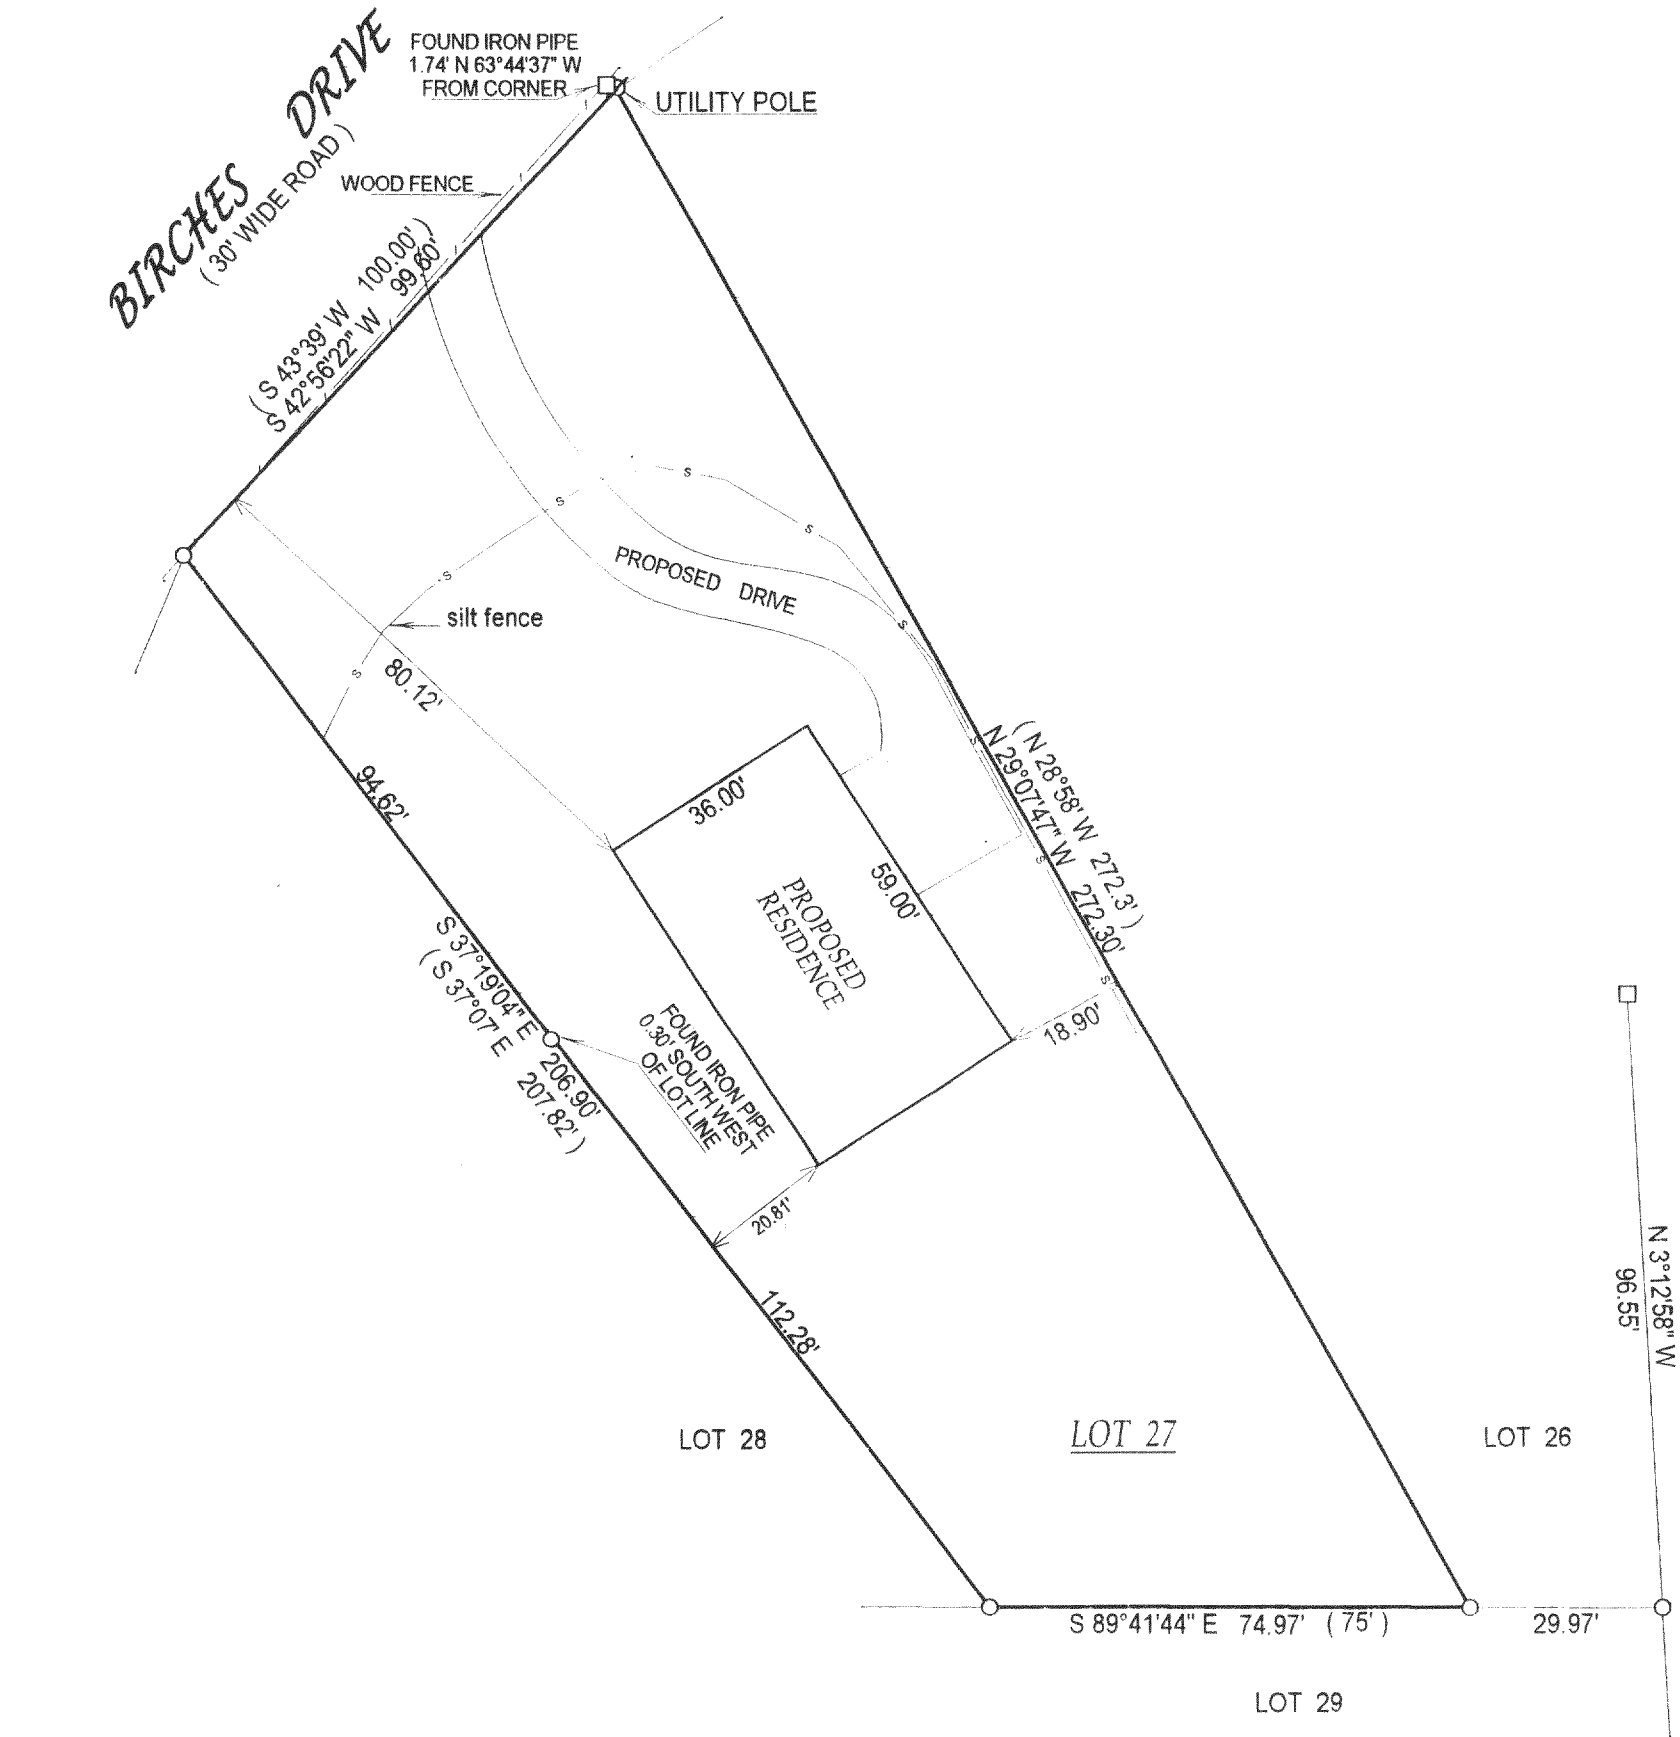 BIRCHES DRIVE
( 30' WIDE ROAD )
FOUND IRON PIPE
1.74' N 63°44'37" W
FROM CORNER
UTILITY POLE
WOOD FENCE
( S 43°39' W 100.00' )
S 42°56'22" W 99.60'
s
s
s
s
s
s
s
s
s
PROPOSED DRIVE
silt fence
80.12'
94.62'
36.00'
59.00'
PROPOSED
RESIDENCE
( N 28°58' W 272.3' )
N 29°07'47" W 272.30'
S 37°19'04" E 206.90'
( S 37°07' E 207.82' )
FOUND IRON PIPE
0.30' SOUTH WEST
OF LOT LINE
18.90'
20.81'
112.28'
N 3°12'58" W
96.55'
LOT 28
LOT 27
LOT 26
S 89°41'44" E 74.97' ( 75' )
29.97'
LOT 29